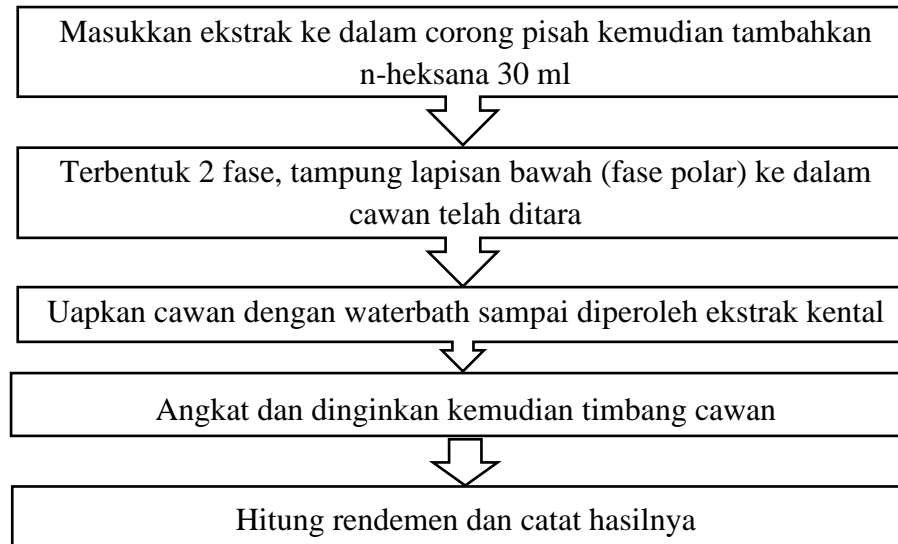 Masukkan ekstrak ke dalam corong pisah kemudian tambahkan
n-heksana 30 ml
Terbentuk 2 fase, tampung lapisan bawah (fase polar) ke dalam
cawan telah ditara
Uapkan cawan dengan waterbath sampai diperoleh ekstrak kental
Angkat dan dinginkan kemudian timbang cawan
Hitung rendemen dan catat hasilnya